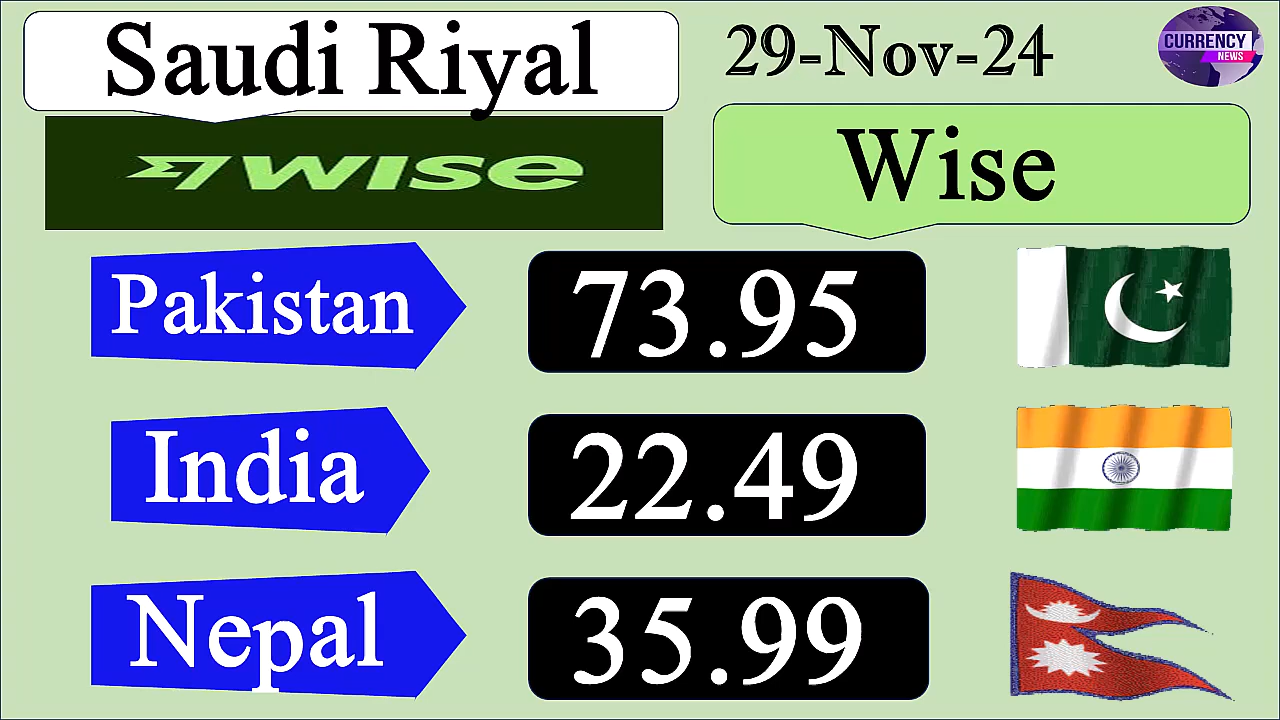 Saudi Riyal
29-Nov-24
CURRENCY
NEWS
WISE
Wise
Pakistan
73.95
India
22.49
Nepal
35.99